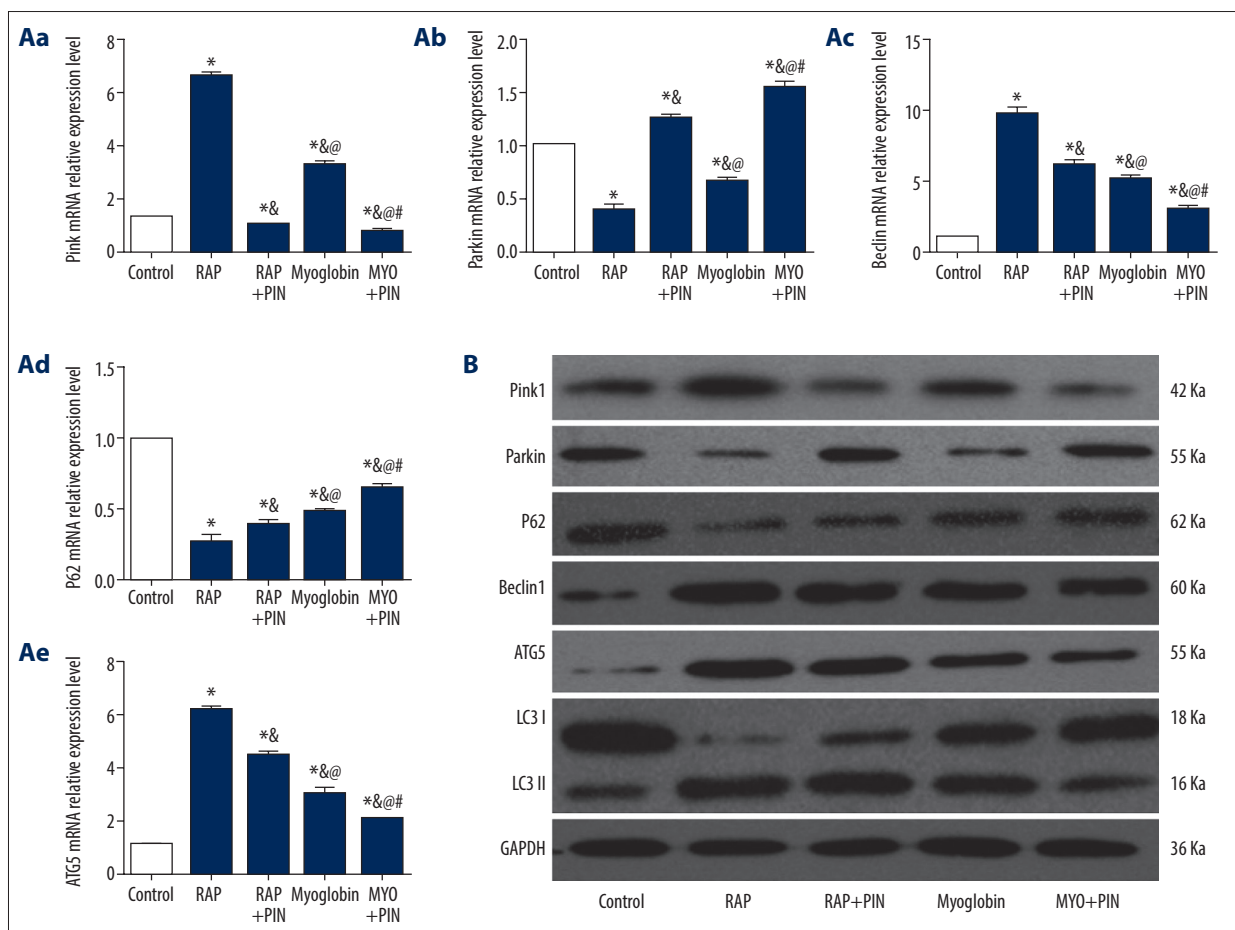 Aa
Pink mRNA relative expression level
8
6
4
2
0
*
*&
*&@
*&@#
Control RAP RAP Myoglobin MYO
+PIN +PIN
Ab
Parkin mRNA relative expression level
2.0
1.5
1.0
0.5
0.0
*
*&
*&@
*&@#
Control RAP RAP Myoglobin MYO
+PIN +PIN
Ac
Beclin mRNA relative expression level
15
10
5
0
*
*&
*&@
*&@#
Control RAP RAP Myoglobin MYO
+PIN +PIN
Ad
P62 mRNA relative expression level
1.5
1.0
0.5
0.0
*
*&
*&@
*&@#
Control RAP RAP Myoglobin MYO
+PIN +PIN
Ae
ATG5 mRNA relative expression level
8
6
4
2
0
*
*&
*&@
*&@#
Control RAP RAP Myoglobin MYO
+PIN +PIN
B
Pink1 42 Ka
Parkin 55 Ka
P62 62 Ka
Beclin1 60 Ka
ATG5 55 Ka
LC3 I 18 Ka
LC3 II 16 Ka
GAPDH 36 Ka
Control RAP RAP+PIN Myoglobin MYO+PIN